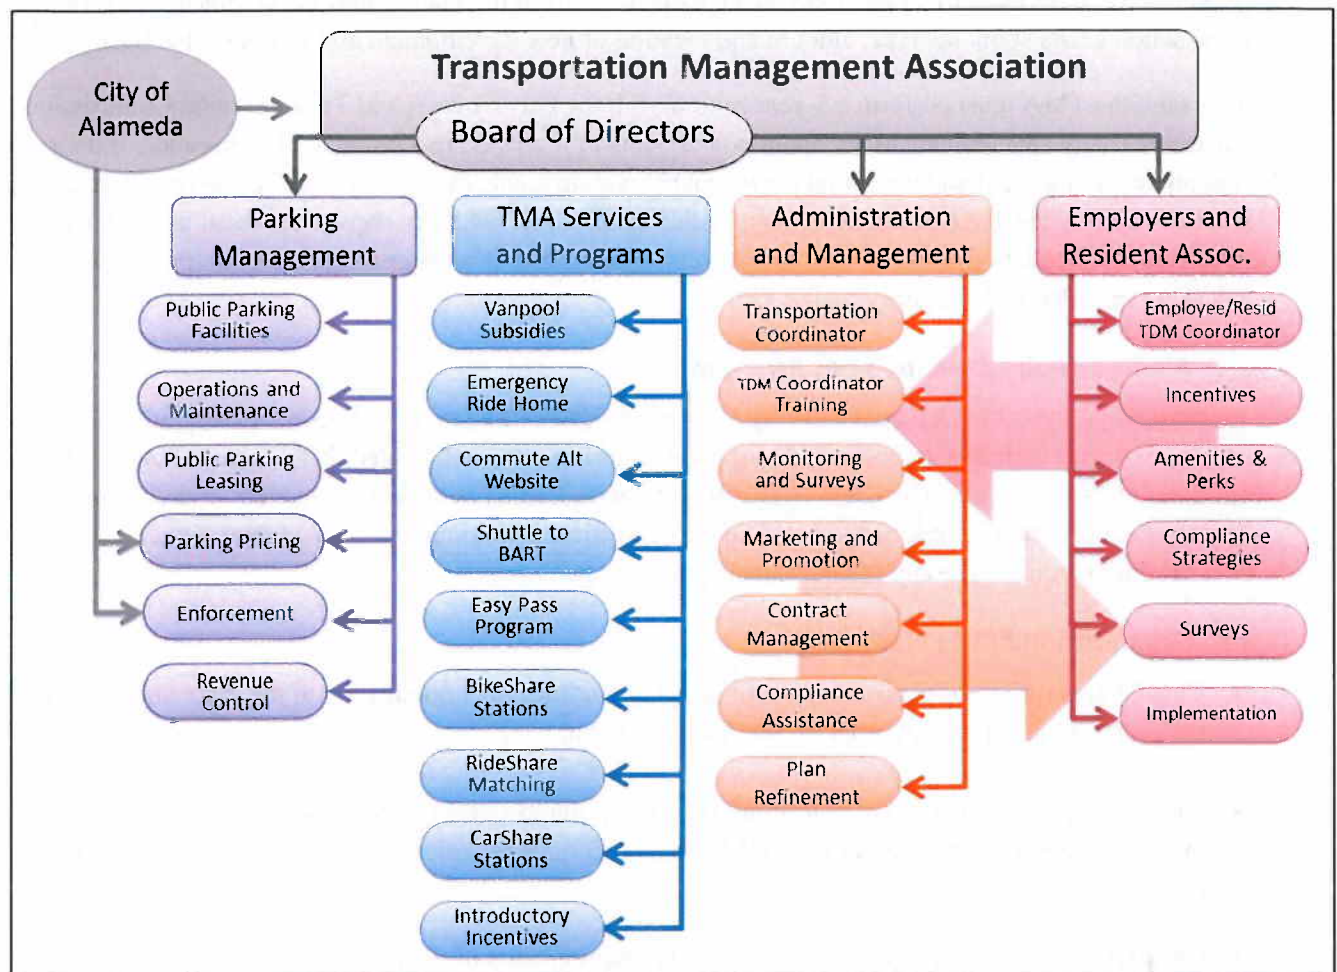 City of
Alameda
Transportation Management Association
Board of Directors
Parking
Management
Public Parking
Facilities
Operations and
Maintenance
Public Parking
Leasing
Parking Pricing
Enforcement
Revenue
Control
TMA Services
and Programs
Vanpool
Subsidies
Emergency
Ride Home
Commute Alt
Website
Shuttle to
BART
Easy Pass
Program
BikeShare
Stations
RideShare
Matching
CarShare
Stations
Introductory
Incentives
Administration
and Management
Transportation
Coordinator
TDM Coordinator
Training
Monitoring
and Surveys
Marketing and
Promotion
Contract
Management
Compliance
Assistance
Plan
Refinement
Employers and
Resident Assoc.
Employee/Resid
TDM Coordinator
Incentives
Amenities &
Perks
Compliance
Strategies
Surveys
Implementation